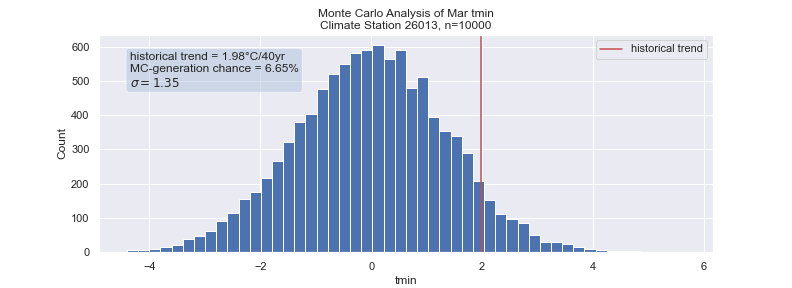 Monte Carlo Analysis of Mar tmin
Climate Station 26013, n=10000
historical trend = 1.98°C/40yr
MC-generation chance = 6.65%
σ = 1.35
historical trend
Count
600
500
400
300
200
100
0
−4
−2
0
2
4
6
tmin